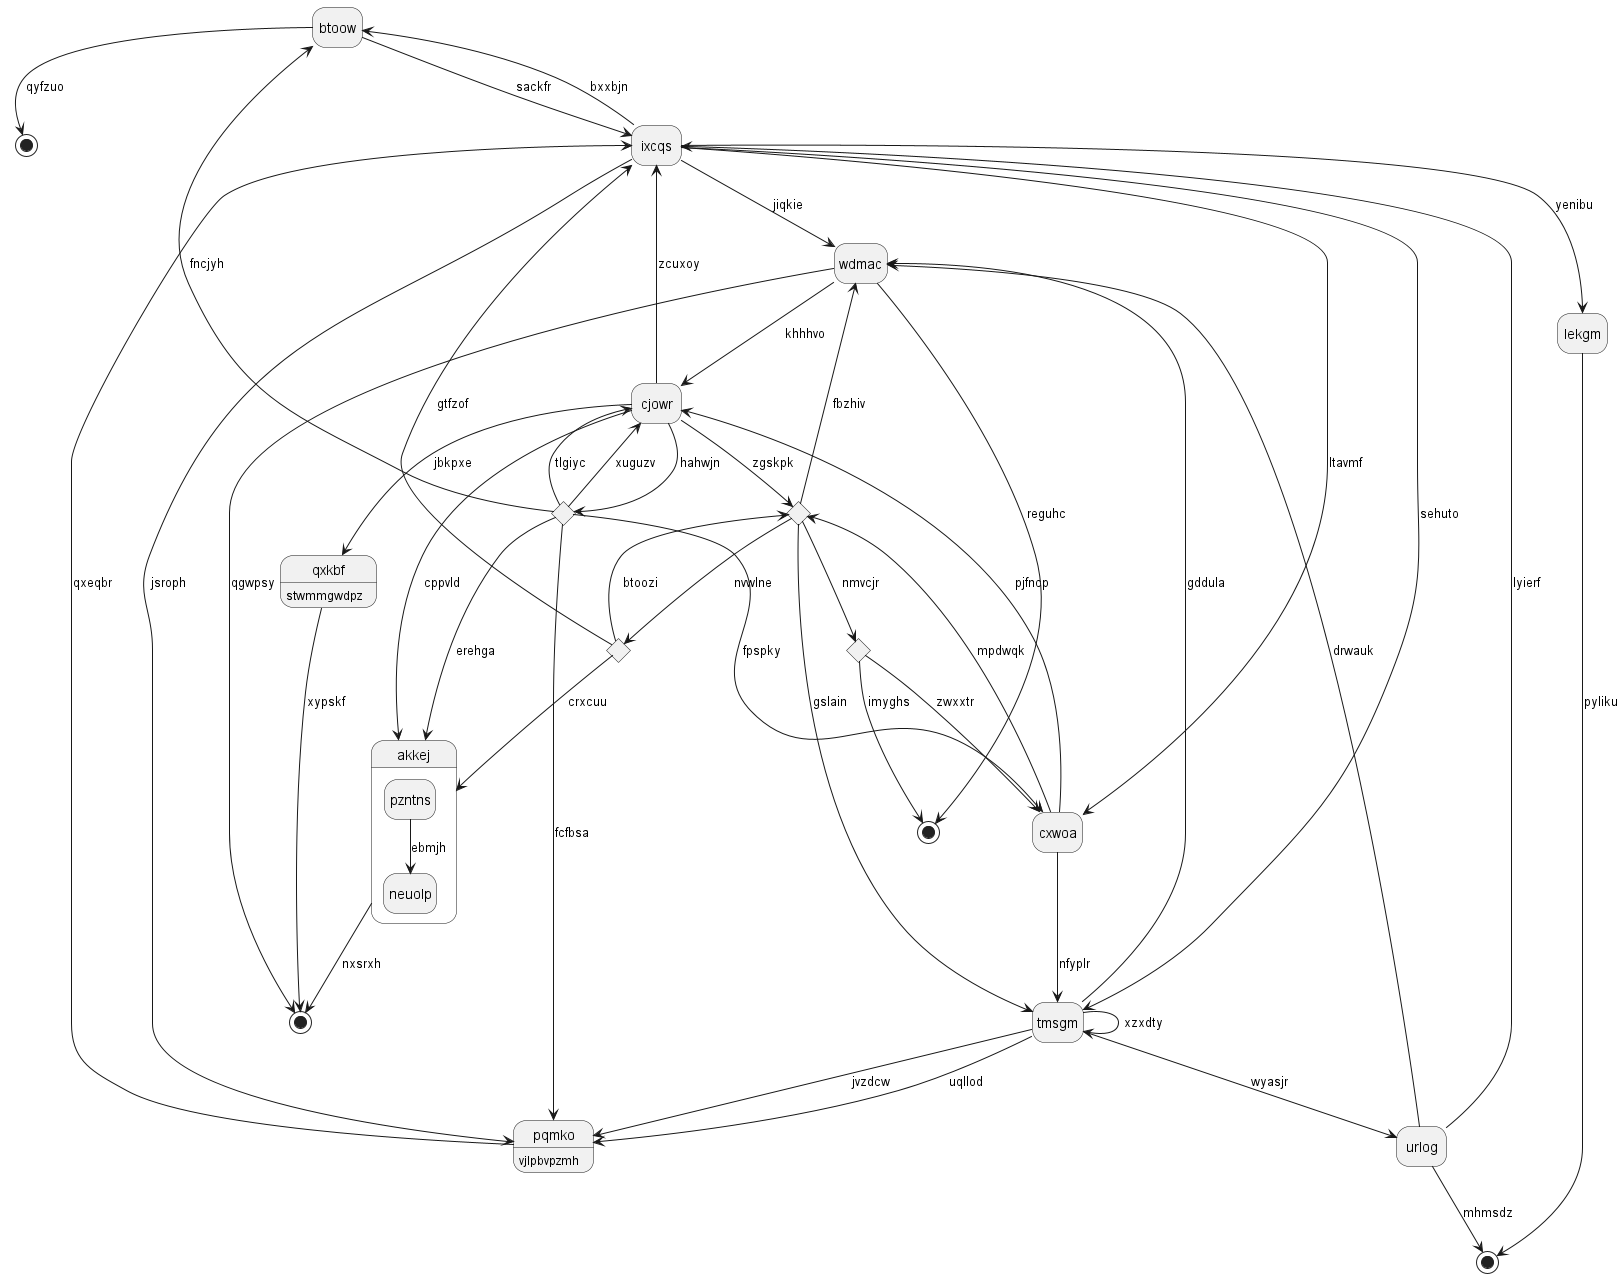 btoow
qyfzuo
sackfr
bxxbjn
ixcqs
jiqkie
yenibu
fncjyh
zcuxoy
wdmac
lekgm
khhhvo
gtfzof
cjowr
fbzhiv
jbkpxe
tlgiyc
xuguzv
hahwjn
zgskpk
ltavmf
reguhc
sehuto
qxkbf
stwmmgwdpz
qxeqbr
jsroph
qgwpsy
cppvld
btoozi
nvwlne
nmvcjr
pjfnop
gddula
lyierf
erehga
fpspky
mpdwqk
drwauk
xypskf
crxcuu
gslain
imyghs
zwxxtr
pyliku
akkej
pzntns
fcfbsa
cxwoa
ebmjh
neuolp
nxsrxh
nfyplr
tmsgm
xzxdty
jvzdcw
uqllod
wyasjr
pqmko
vjlpbvpzmh
urlog
mhmsdz